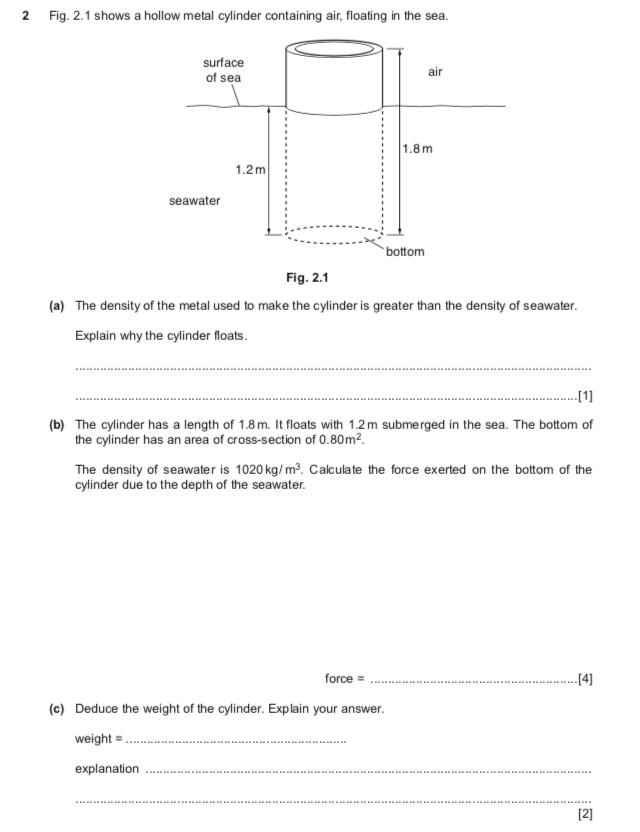 2 Fig. 2.1 shows a hollow metal cylinder containing air, floating in the sea.
surface
of sea
air
1.8 m
1.2 m
seawater
bottom
Fig. 2.1
(a) The density of the metal used to make the cylinder is greater than the density of seawater.
Explain why the cylinder floats.
...................................................................................................
...............................................................................................[1]
(b) The cylinder has a length of 1.8 m. It floats with 1.2 m submerged in the sea. The bottom of
the cylinder has an area of cross-section of 0.80 m².
The density of seawater is 1020 kg/ m³. Calculate the force exerted on the bottom of the
cylinder due to the depth of the seawater.
force = ............................................................[4]
(c) Deduce the weight of the cylinder. Explain your answer.
weight = ............................................................
explanation ............................................................
...................................................................................................
[2]